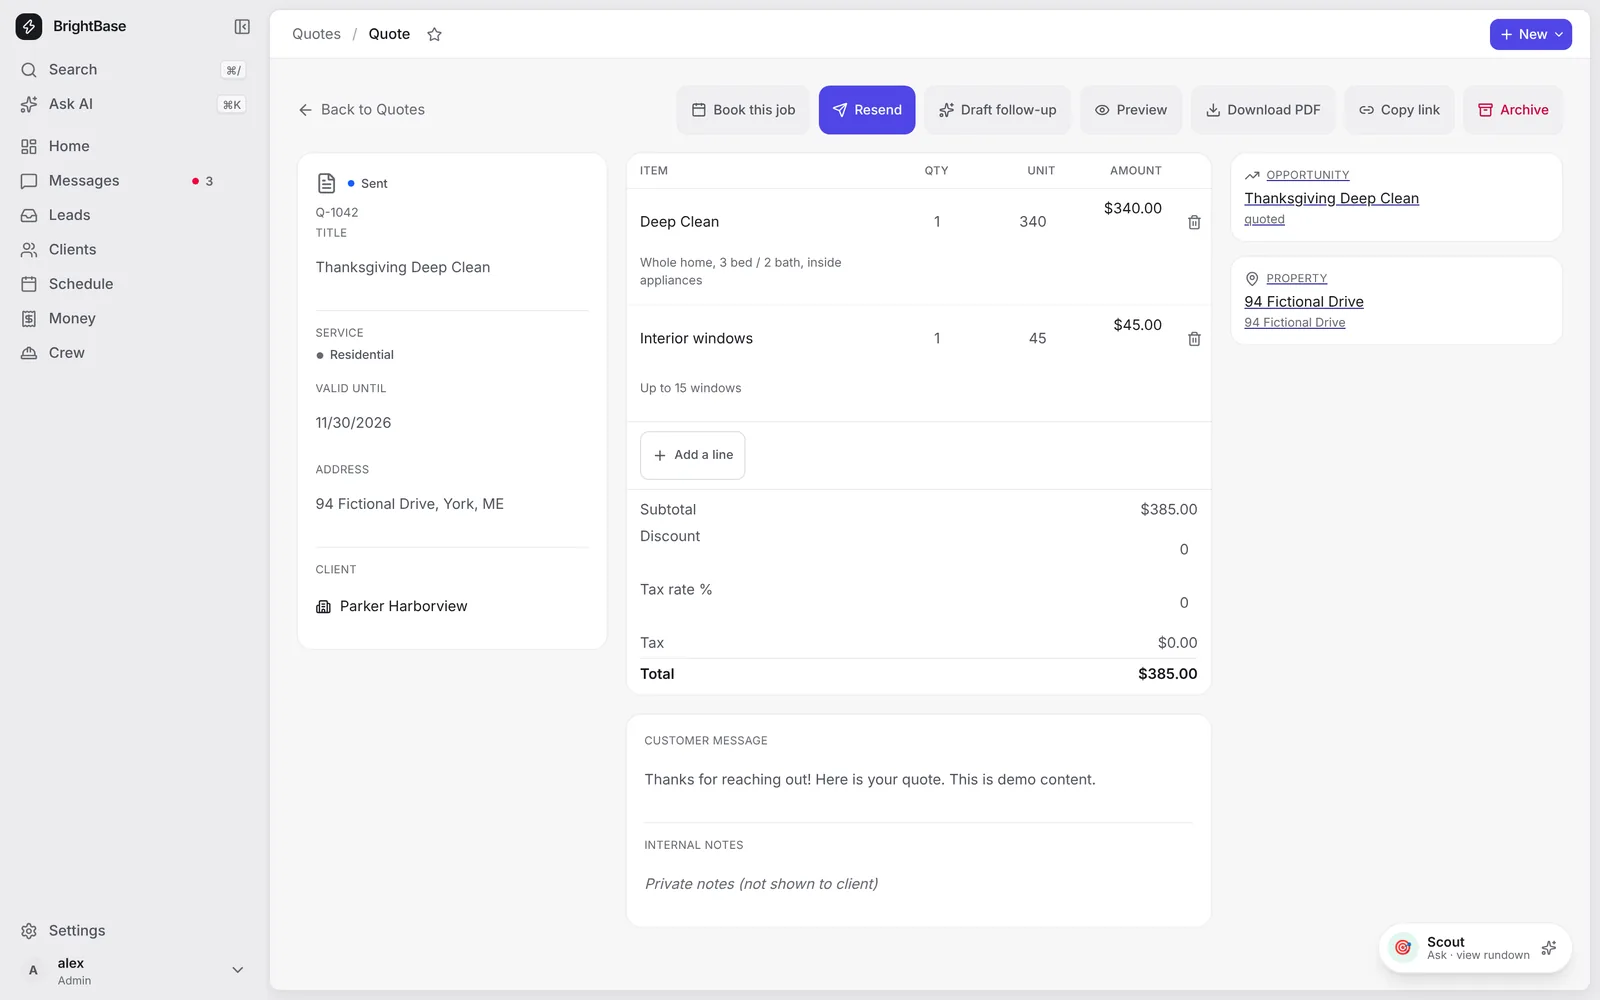 BrightBase
Search
⌘/
Ask AI
⌘K
Home
Messages
3
Leads
Clients
Schedule
Money
Crew
Settings
A
alex
Admin
Quotes / Quote
+ New
Back to Quotes
Book this job
Resend
Draft follow-up
Preview
Download PDF
Copy link
Archive
Sent
Q-1042
TITLE
Thanksgiving Deep Clean
SERVICE
Residential
VALID UNTIL
11/30/2026
ADDRESS
94 Fictional Drive, York, ME
CLIENT
Parker Harborview
ITEM QTY UNIT AMOUNT
Deep Clean 1 340 $340.00
Whole home, 3 bed / 2 bath, inside
appliances
Interior windows 1 45 $45.00
Up to 15 windows
+ Add a line
Subtotal $385.00
Discount
0
Tax rate %
0
Tax $0.00
Total $385.00
CUSTOMER MESSAGE
Thanks for reaching out! Here is your quote. This is demo content.
INTERNAL NOTES
Private notes (not shown to client)
OPPORTUNITY
Thanksgiving Deep Clean
quoted
PROPERTY
94 Fictional Drive
94 Fictional Drive
Scout
Ask · view rundown